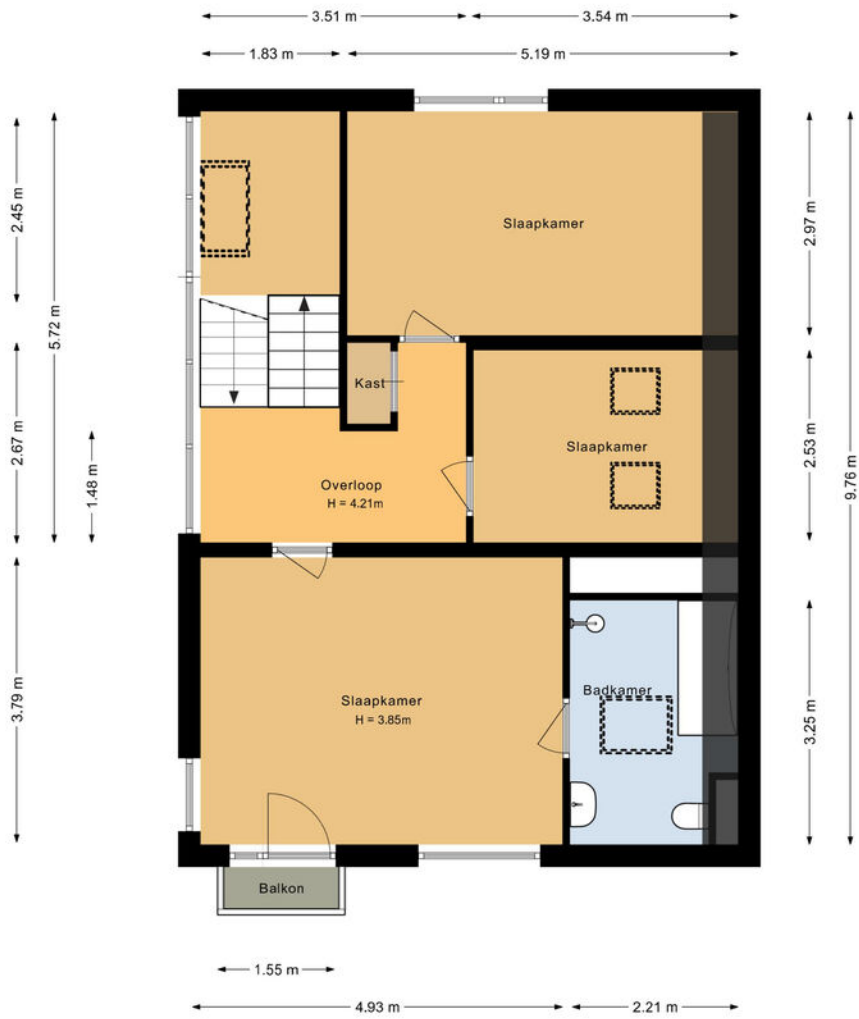 3.51 m
3.54 m
1.83 m
5.19 m
2.45 m
5.72 m
2.67 m
1.48 m
3.79 m
2.97 m
2.53 m
9.76 m
3.25 m
Slaapkamer
Kast
Slaapkamer
Overloop
H = 4.21m
Slaapkamer
H = 3.85m
Badkamer
Balkon
1.55 m
4.93 m
2.21 m